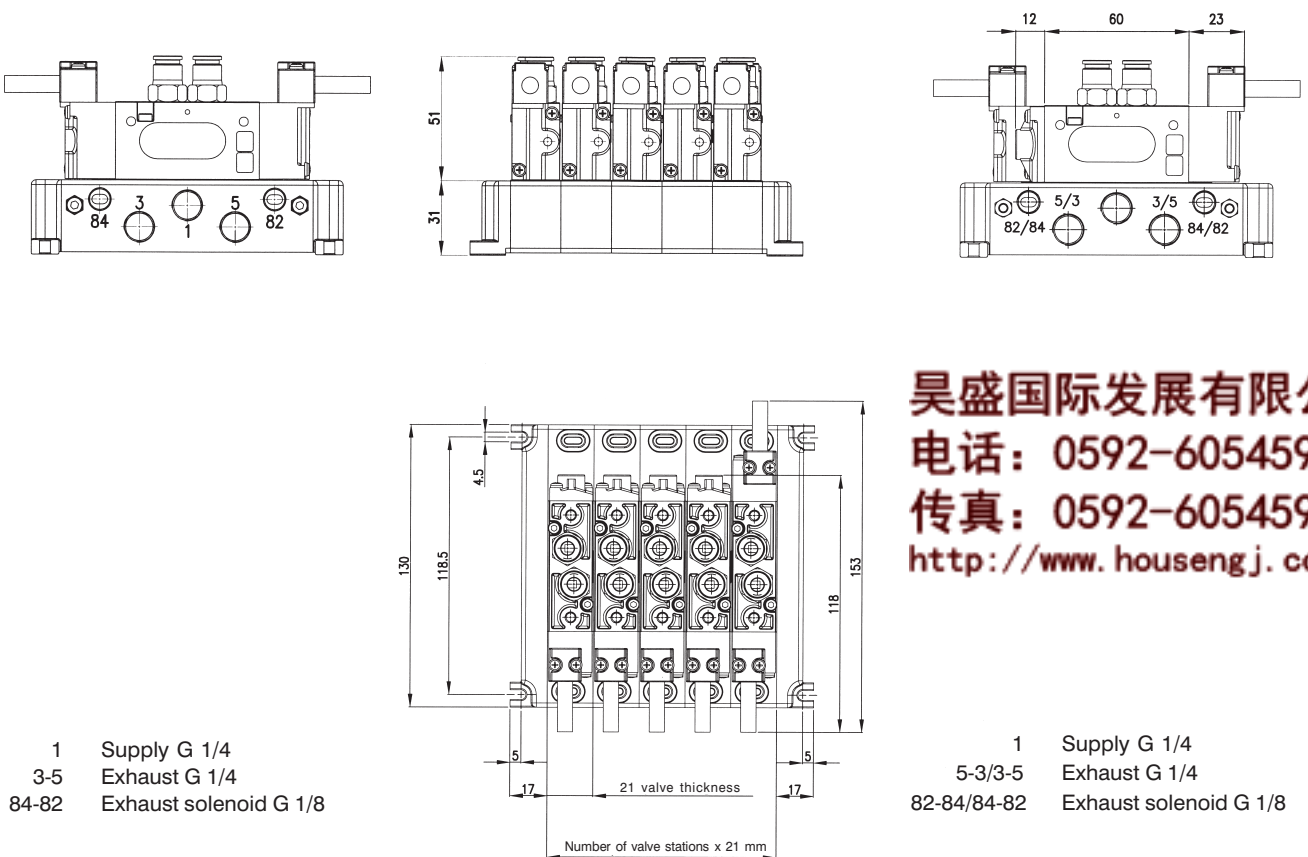 12 60 23
51
31
84 3 1 5 82
5/3 3/5
82/84 84/82
昊盛国际发展有限
电话：0592-605459
传真：0592-605459
http://www.housengj.co
4.5
130
118.5
118
153
5 5
17 21 valve thickness 17
Number of valve stations x 21 mm
1 Supply G 1/4
3-5 Exhaust G 1/4
84-82 Exhaust solenoid G 1/8
1 Supply G 1/4
5-3/3-5 Exhaust G 1/4
82-84/84-82 Exhaust solenoid G 1/8